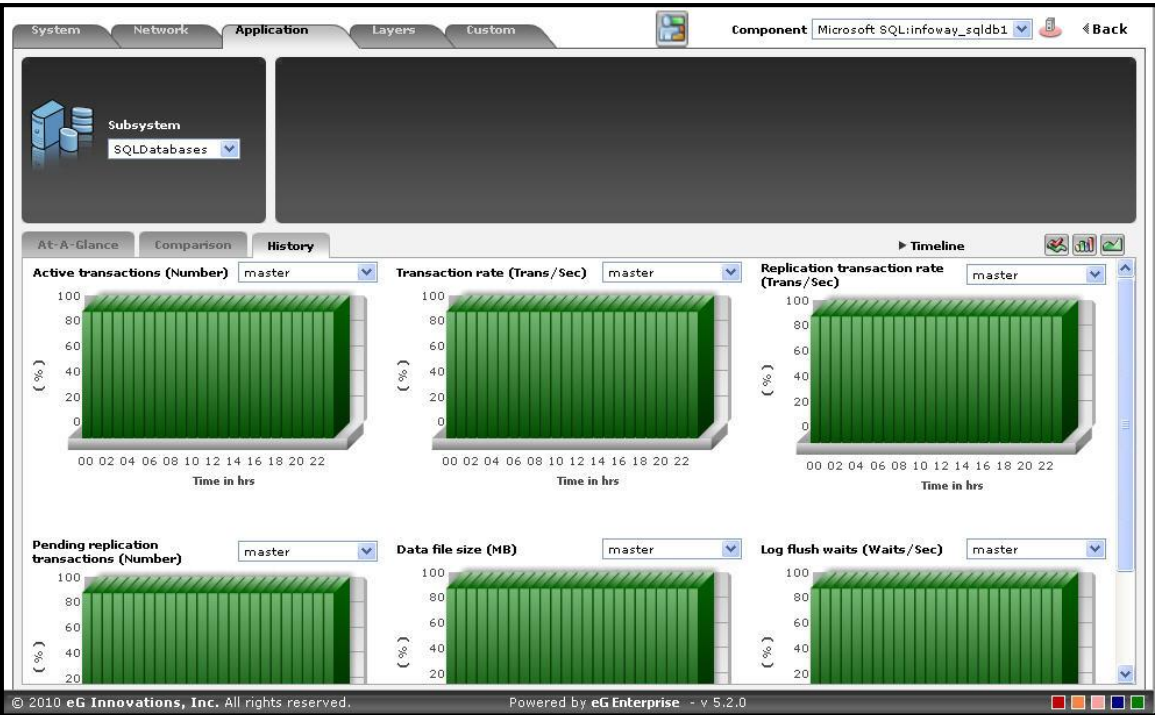 System Network Application Layers Custom Component Microsoft SQL:infoway_sqldb1 Back
Subsystem
SQLDatabases
At-A-Glance Comparison History Timeline
Active transactions (Number) master
100
80
60
40
20
0
( % )
00 02 04 06 08 10 12 14 16 18 20 22
Time in hrs
Transaction rate (Trans/Sec) master
100
80
60
40
20
0
( % )
00 02 04 06 08 10 12 14 16 18 20 22
Time in hrs
Replication transaction rate
(Trans/Sec)
master
100
80
60
40
20
0
( % )
00 02 04 06 08 10 12 14 16 18 20 22
Time in hrs
Pending replication
transactions (Number)
master
100
80
60
40
20
( % )
Data file size (MB) master
100
80
60
40
20
( % )
Log flush waits (Waits/Sec) master
100
80
60
40
20
( % )
© 2010 eG Innovations, Inc. All rights reserved. Powered by eG Enterprise - v 5.2.0